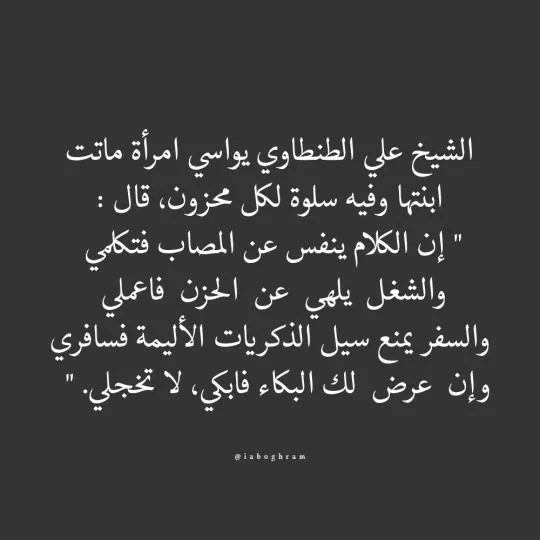 الشيخ علي الطنطاوي يواسي امرأة ماتت
ابنتها وفيه سلوة لكل محزون، قال :
" إن الكلام ينفس عن المصاب فتكلمي
والشغل يلهي عن الحزن فاعملي
والسفر يمنع سيل الذكريات الأليمة فسافري
وإن عرض لك البكاء فابكي، لا تخجلي. "
@iaboghram